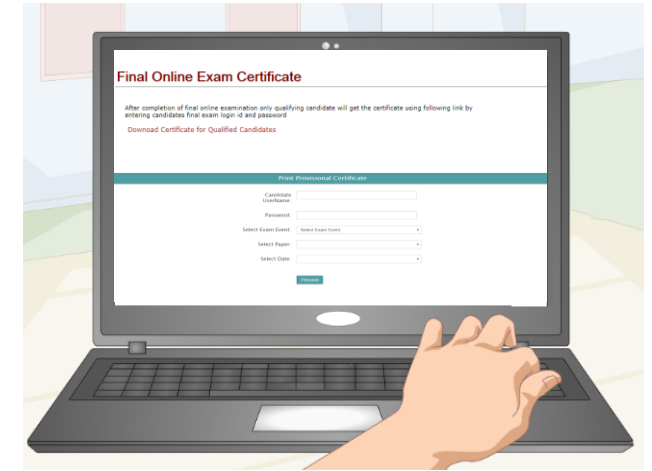 Final Online Exam Certificate
After completion of final online examination only qualifying candidate will get the certificate using following link by
entering candidates final exam login id and password
Downoad Certificate for Qualified Candidates
Print Provisional Certificate
Candidate
UserName:
Password:
Select Exam Event: Select Exam Event
Select Paper:
Select Date:
Proceed